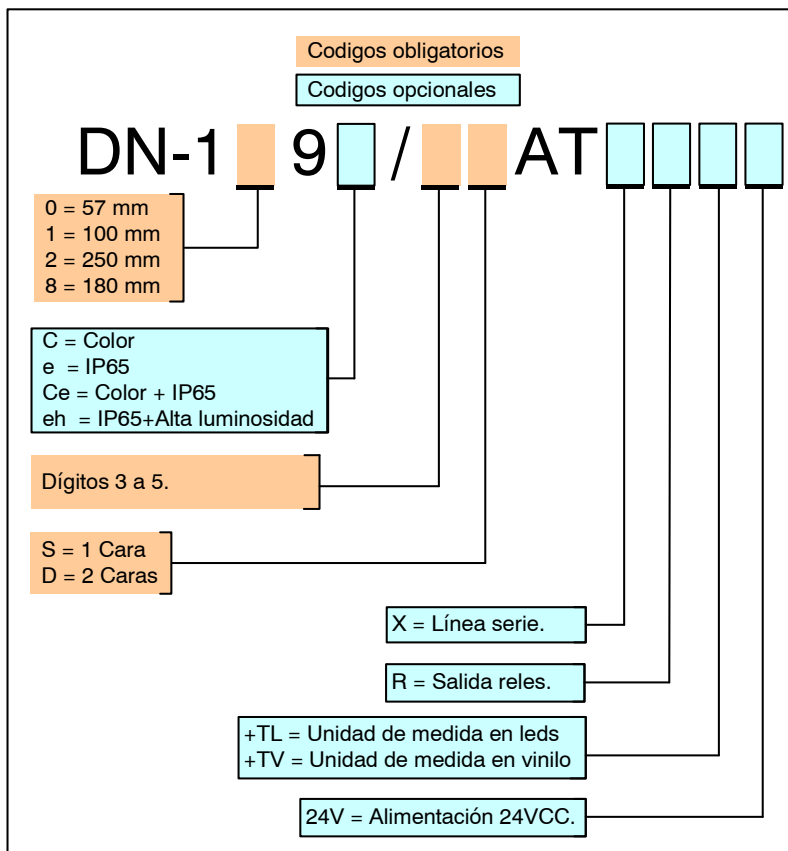 Codigos obligatorios
Codigos opcionales
DN-1 9 / AT
0 = 57 mm
1 = 100 mm
2 = 250 mm
8 = 180 mm
C = Color
e = IP65
Ce = Color + IP65
eh = IP65+Alta luminosidad
Dígitos 3 a 5.
S = 1 Cara
D = 2 Caras
X = Línea serie.
R = Salida reles.
+TL = Unidad de medida en leds
+TV = Unidad de medida en vinilo
24V = Alimentación 24VCC.